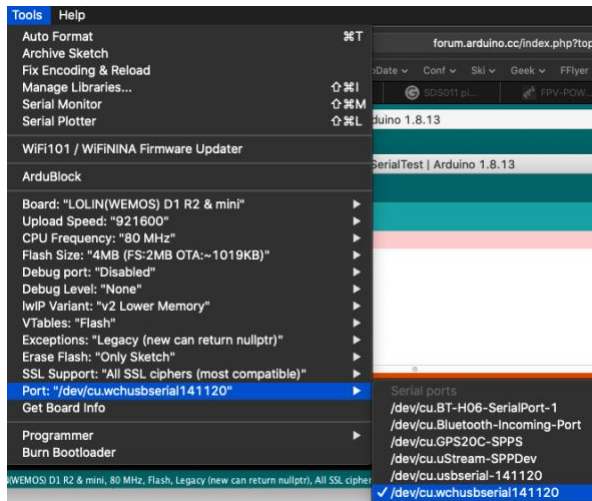 Tools Help
Auto Format ⌘T
Archive Sketch
Fix Encoding & Reload
Manage Libraries... ⇧⌘I
Serial Monitor ⇧⌘M
Serial Plotter ⇧⌘L
WiFi101 / WiFiNINA Firmware Updater
ArduBlock
Board: "LOLIN(WEMOS) D1 R2 & mini"
Upload Speed: "921600"
CPU Frequency: "80 MHz"
Flash Size: "4MB (FS:2MB OTA:~1019KB)"
Debug port: "Disabled"
Debug Level: "None"
IwIP Variant: "v2 Lower Memory"
VTables: "Flash"
Exceptions: "Legacy (new can return nullptr)"
Erase Flash: "Only Sketch"
SSL Support: "All SSL ciphers (most compatible)"
Port: "/dev/cu.wchusbserial141120"
Get Board Info
Programmer
Burn Bootloader
forum.arduino.cc/index.php?top
Date Conf Ski Geek FFlyer
SDS011 pi... FPV-POW...
duino 1.8.13
SerialTest | Arduino 1.8.13
Serial ports
/dev/cu.BT-H06-SerialPort-1
/dev/cu.Bluetooth-Incoming-Port
/dev/cu.GPS20C-SPPS
/dev/cu.uStream-SPPDev
/dev/cu.usbserial-141120
✓ /dev/cu.wchusbserial141120
(WEMOS) D1 R2 & mini, 80 MHz, Flash, Legacy (new can return nullptr), All SSL cipher